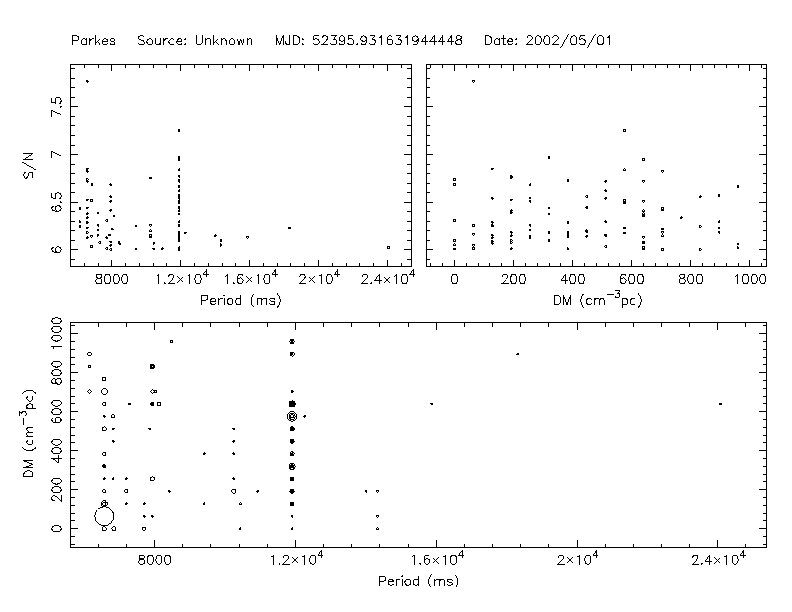 Parkes Source: Unknown MJD: 52395.931631944448 Date: 2002/05/01
S/N
6 6.5 7 7.5
8000 1.2×10⁴ 1.6×10⁴ 2×10⁴ 2.4×10⁴
Period (ms)
0 200 400 600 800 1000
DM (cm⁻³pc)
DM (cm⁻³pc)
0 200 400 600 800 1000
8000 1.2×10⁴ 1.6×10⁴ 2×10⁴ 2.4×10⁴
Period (ms)